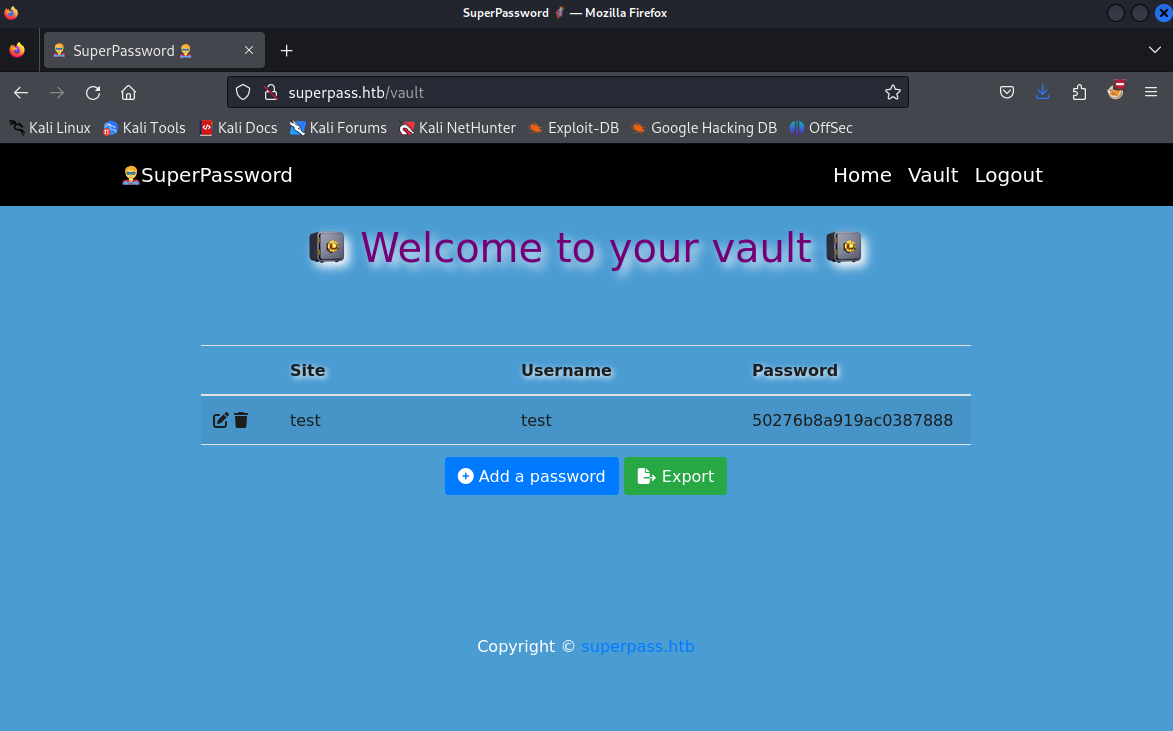 SuperPassword 🦸 — Mozilla Firefox
SuperPassword 🦸
superpass.htb/vault
Kali Linux Kali Tools Kali Docs Kali Forums Kali NetHunter Exploit-DB Google Hacking DB OffSec
🦸SuperPassword Home Vault Logout
Welcome to your vault
Site Username Password
test test 50276b8a919ac0387888
Add a password Export
Copyright © superpass.htb